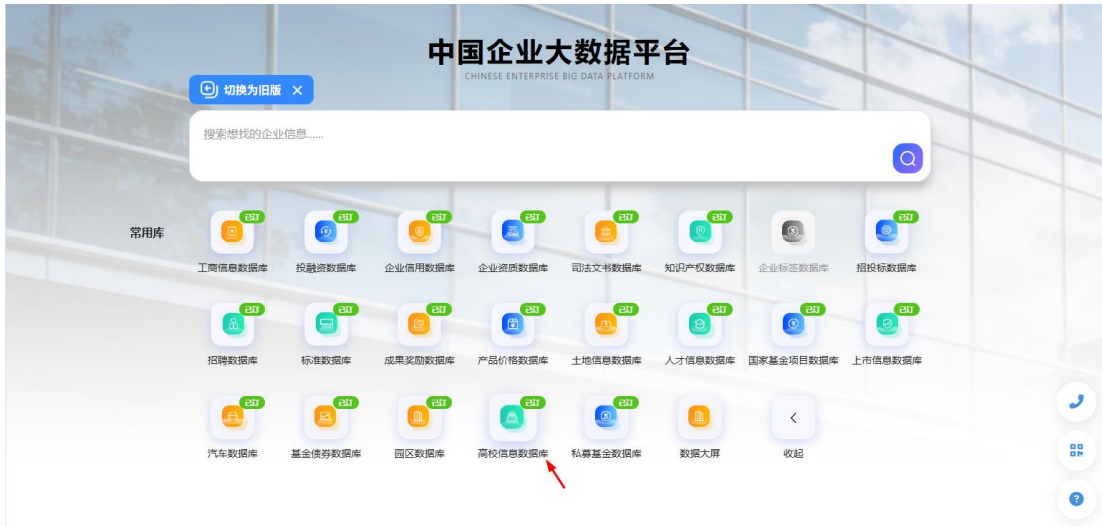 中国企业大数据平台
CHINESE ENTERPRISE BIG DATA PLATFORM
切换为旧版 ×
搜索想找的企业信息......
常用库
已订 已订 已订 已订 已订 已订 已订
工商信息数据库 投融资数据库 企业信用数据库 企业资质数据库 司法文书数据库 知识产权数据库 企业标签数据库 招投标数据库
已订 已订 已订 已订 已订 已订 已订 已订
招聘数据库 标准数据库 成果奖励数据库 产品价格数据库 土地信息数据库 人才信息数据库 国家基金项目数据库 上市信息数据库
已订 已订 已订 已订 已订
汽车数据库 基金债券数据库 园区数据库 高校信息数据库 私募基金数据库 数据大屏 收起